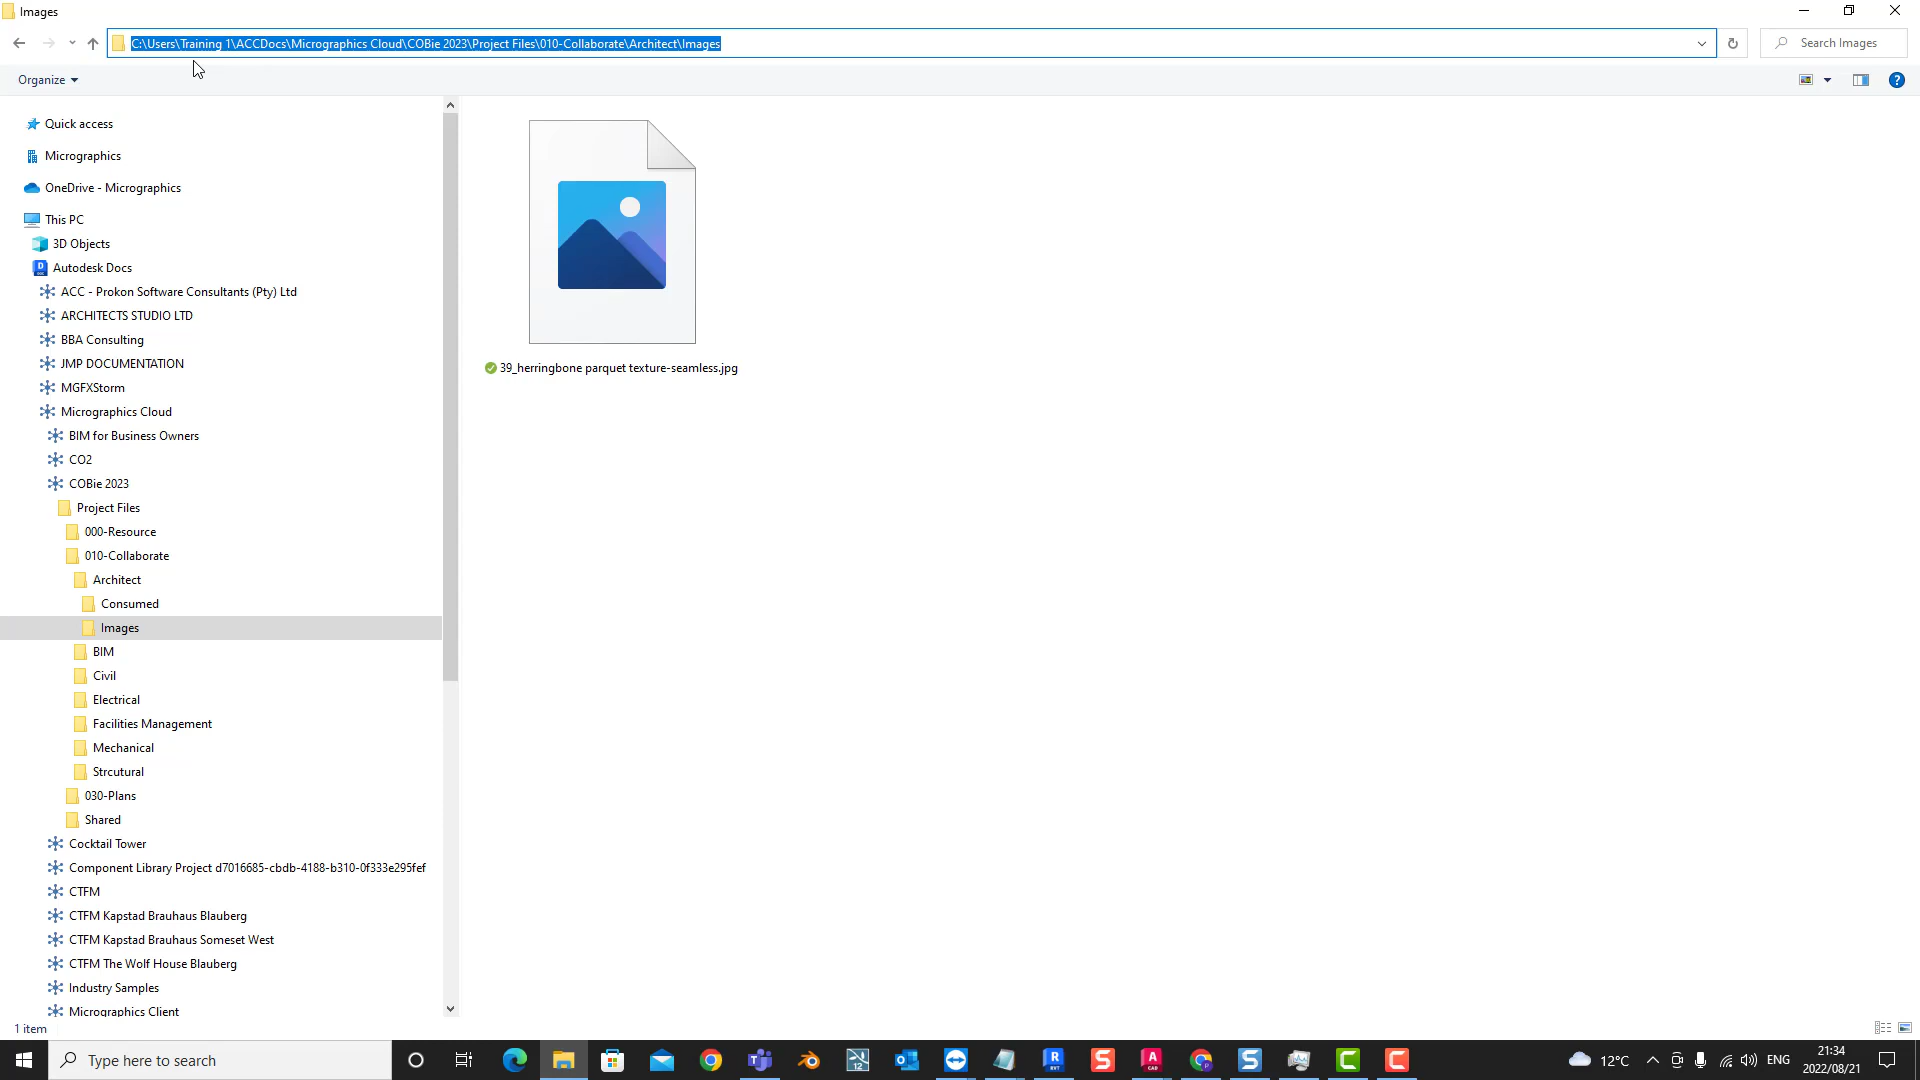 Images
C:\Users\Training 1\ACCDocs\Micrographics Cloud\COBie 2023\Project Files\010-Collaborate\Architect\Images
Search Images
Organize
Quick access
Micrographics
OneDrive - Micrographics
This PC
3D Objects
Autodesk Docs
ACC - Prokon Software Consultants (Pty) Ltd
ARCHITECTS STUDIO LTD
BBA Consulting
JMP DOCUMENTATION
MGFXStorm
Micrographics Cloud
BIM for Business Owners
CO2
COBie 2023
Project Files
000-Resource
010-Collaborate
Architect
Consumed
Images
BIM
Civil
Electrical
Facilities Management
Mechanical
Strcutural
030-Plans
Shared
Cocktail Tower
Component Library Project d7016685-cbdb-4188-b310-0f333e295fef
CTFM
CTFM Kapstad Brauhaus Blauberg
CTFM Kapstad Brauhaus Someset West
CTFM The Wolf House Blauberg
Industry Samples
Micrographics Client
39_herringbone parquet texture-seamless.jpg
1 item
Type here to search
12°C
ENG
21:34
2022/08/21